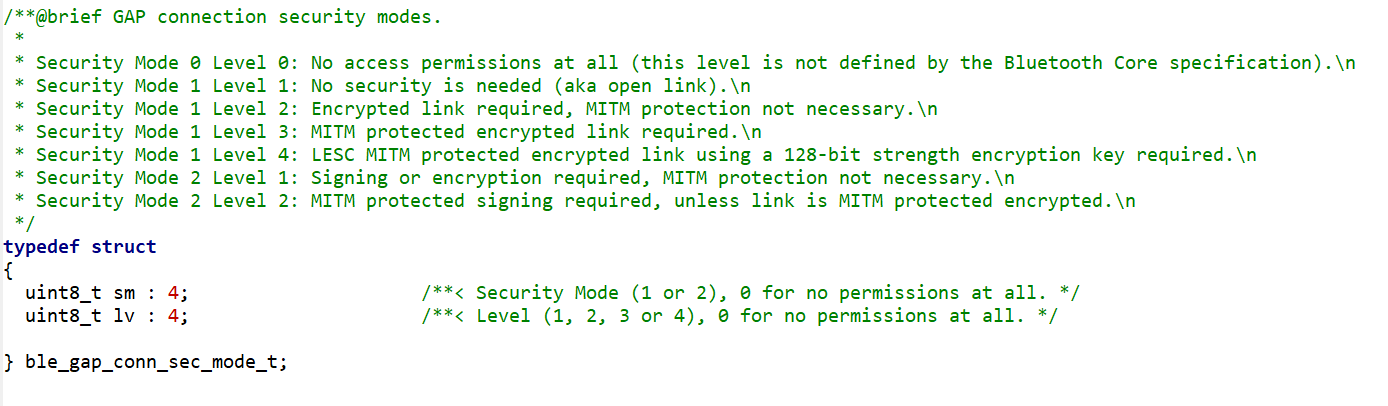 /**@brief GAP connection security modes.
 *
 * Security Mode 0 Level 0: No access permissions at all (this level is not defined by the Bluetooth Core specification).\n
 * Security Mode 1 Level 1: No security is needed (aka open link).\n
 * Security Mode 1 Level 2: Encrypted link required, MITM protection not necessary.\n
 * Security Mode 1 Level 3: MITM protected encrypted link required.\n
 * Security Mode 1 Level 4: LESC MITM protected encrypted link using a 128-bit strength encryption key required.\n
 * Security Mode 2 Level 1: Signing or encryption required, MITM protection not necessary.\n
 * Security Mode 2 Level 2: MITM protected signing required, unless link is MITM protected encrypted.\n
 */
typedef struct
{
  uint8_t sm : 4;                     /**< Security Mode (1 or 2), 0 for no permissions at all. */
  uint8_t lv : 4;                     /**< Level (1, 2, 3 or 4), 0 for no permissions at all. */

} ble_gap_conn_sec_mode_t;